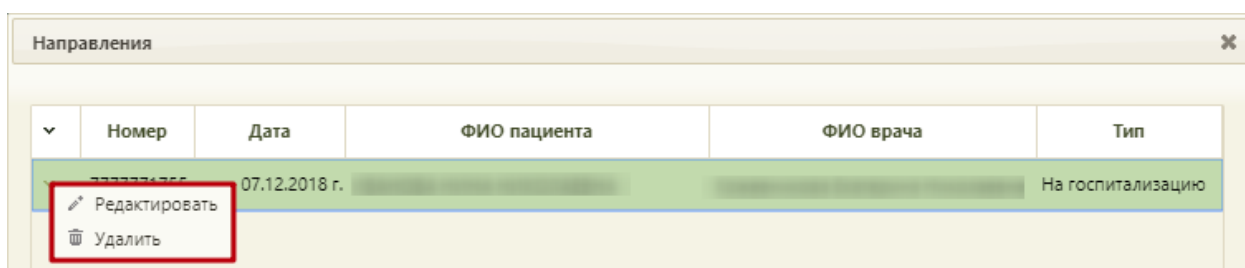 Направления
Номер Дата ФИО пациента ФИО врача Тип
07.12.2018 г. На госпитализацию
Редактировать
Удалить